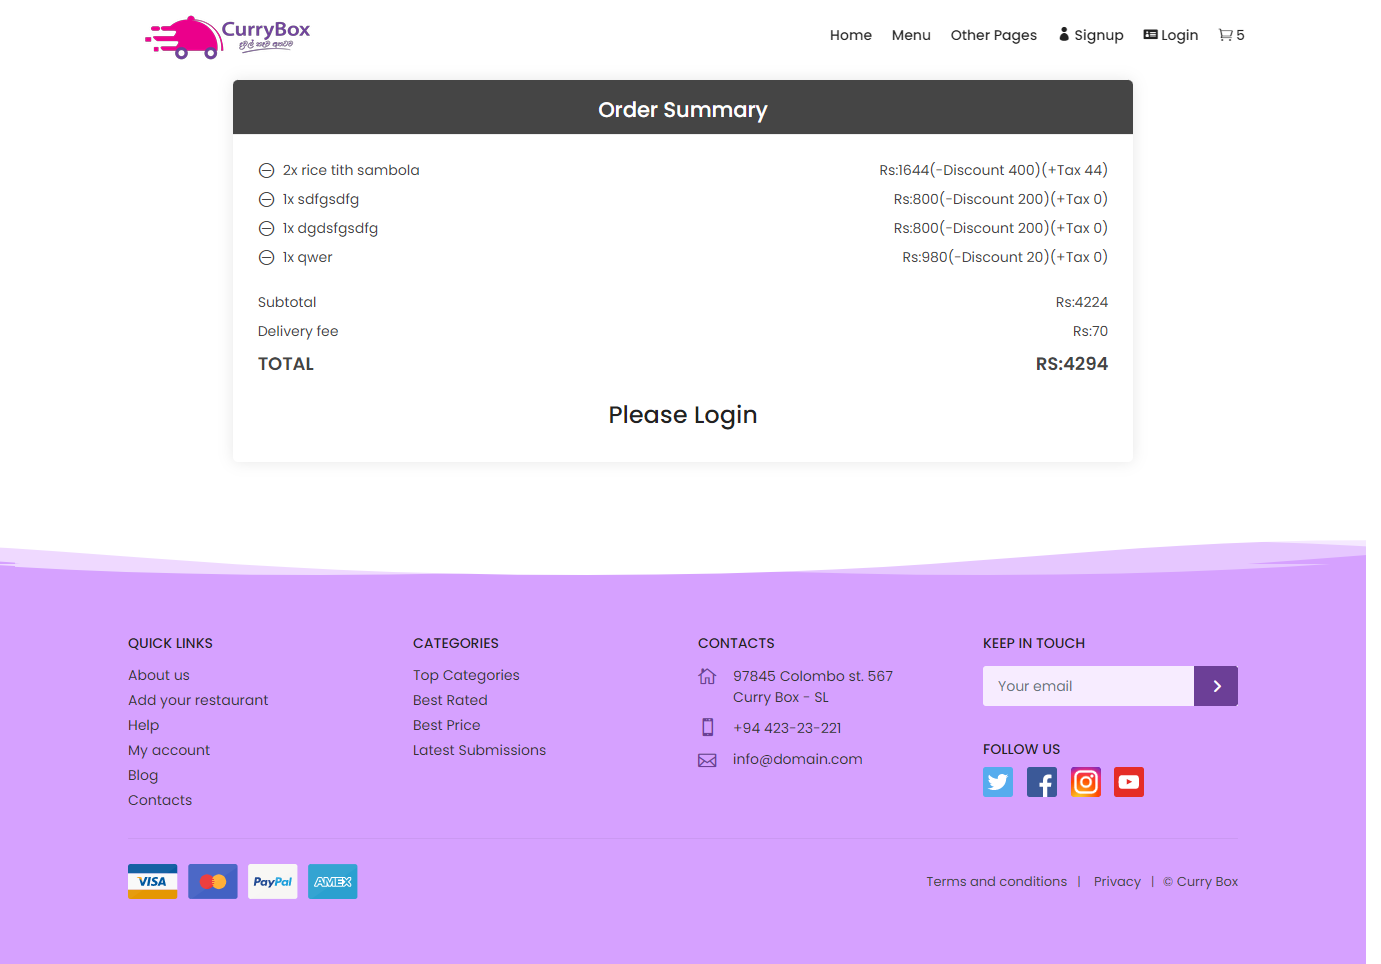 CurryBox
Home Menu Other Pages Signup Login 5
Order Summary
2x rice tith sambola Rs:1644(-Discount 400)(+Tax 44)
1x sdfgsdfg Rs:800(-Discount 200)(+Tax 0)
1x dgdsfgsdfg Rs:800(-Discount 200)(+Tax 0)
1x qwer Rs:980(-Discount 20)(+Tax 0)
Subtotal Rs:4224
Delivery fee Rs:70
TOTAL RS:4294
Please Login
QUICK LINKS
About us
Add your restaurant
Help
My account
Blog
Contacts
CATEGORIES
Top Categories
Best Rated
Best Price
Latest Submissions
CONTACTS
97845 Colombo st. 567
Curry Box - SL
+94 423-23-221
info@domain.com
KEEP IN TOUCH
Your email
FOLLOW US
VISA PayPal AMEX
Terms and conditions | Privacy | © Curry Box